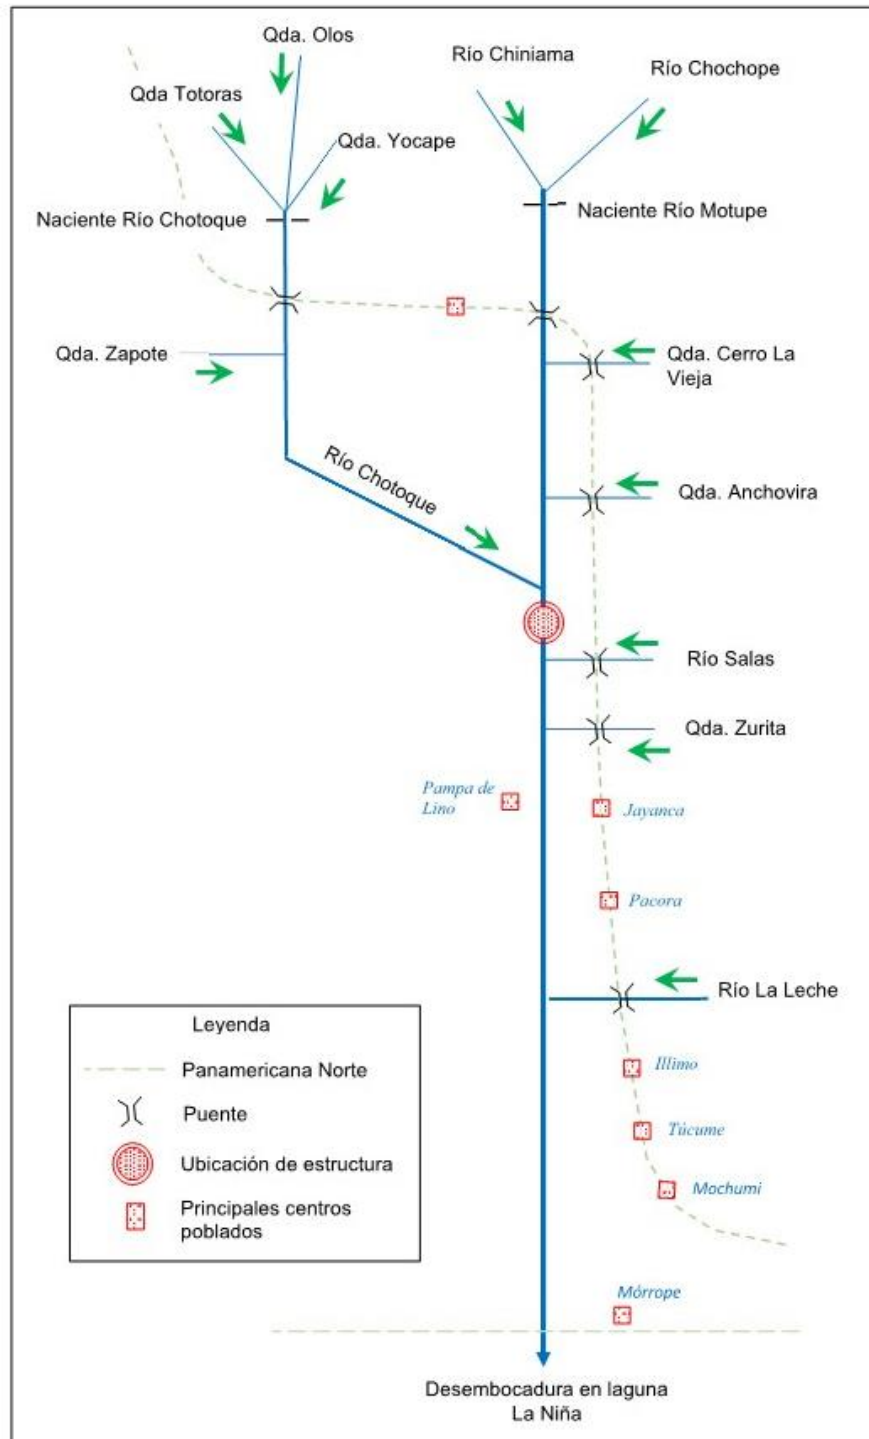 Qda. Olos
Río Chiniama
Río Chochope
Qda Totoras
Qda. Yocape
Naciente Río Chotoque
Naciente Río Motupe
Qda. Zapote
Qda. Cerro La
Vieja
Río Chotoque
Qda. Anchovira
Río Salas
Qda. Zurita
Pampa de
Lino
Jayanca
Pacora
Río La Leche
Leyenda
Panamericana Norte
Puente
Ubicación de estructura
Principales centros
poblados
Illimo
Túcume
Mochumi
Mórrope
Desembocadura en laguna
La Niña